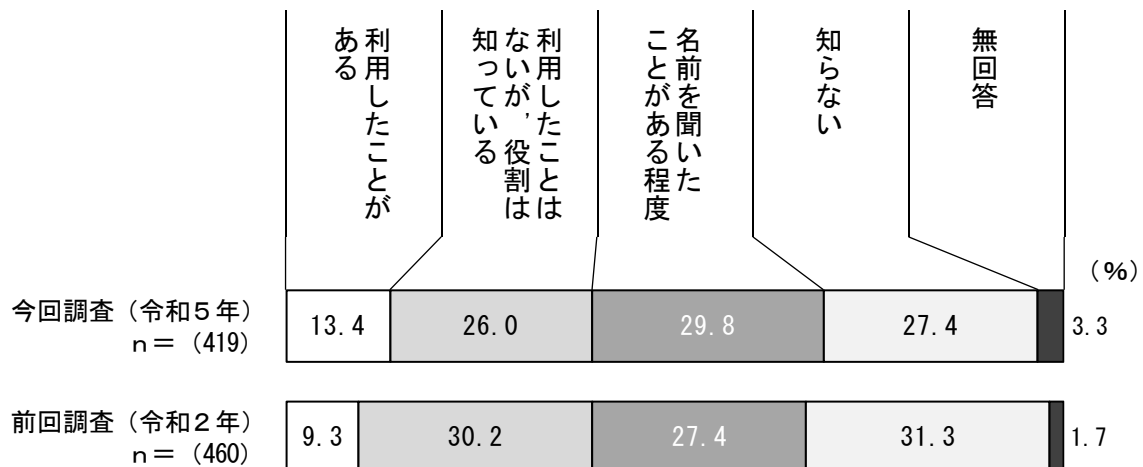 利用したことが
ある
利用したことは
ないが，役割は
知っている
名前を聞いた
ことがある程度
知らない
無回答
（％）
今回調査（令和５年）
ｎ＝（419）
13.4
26.0
29.8
27.4
3.3
前回調査（令和２年）
ｎ＝（460）
9.3
30.2
27.4
31.3
1.7